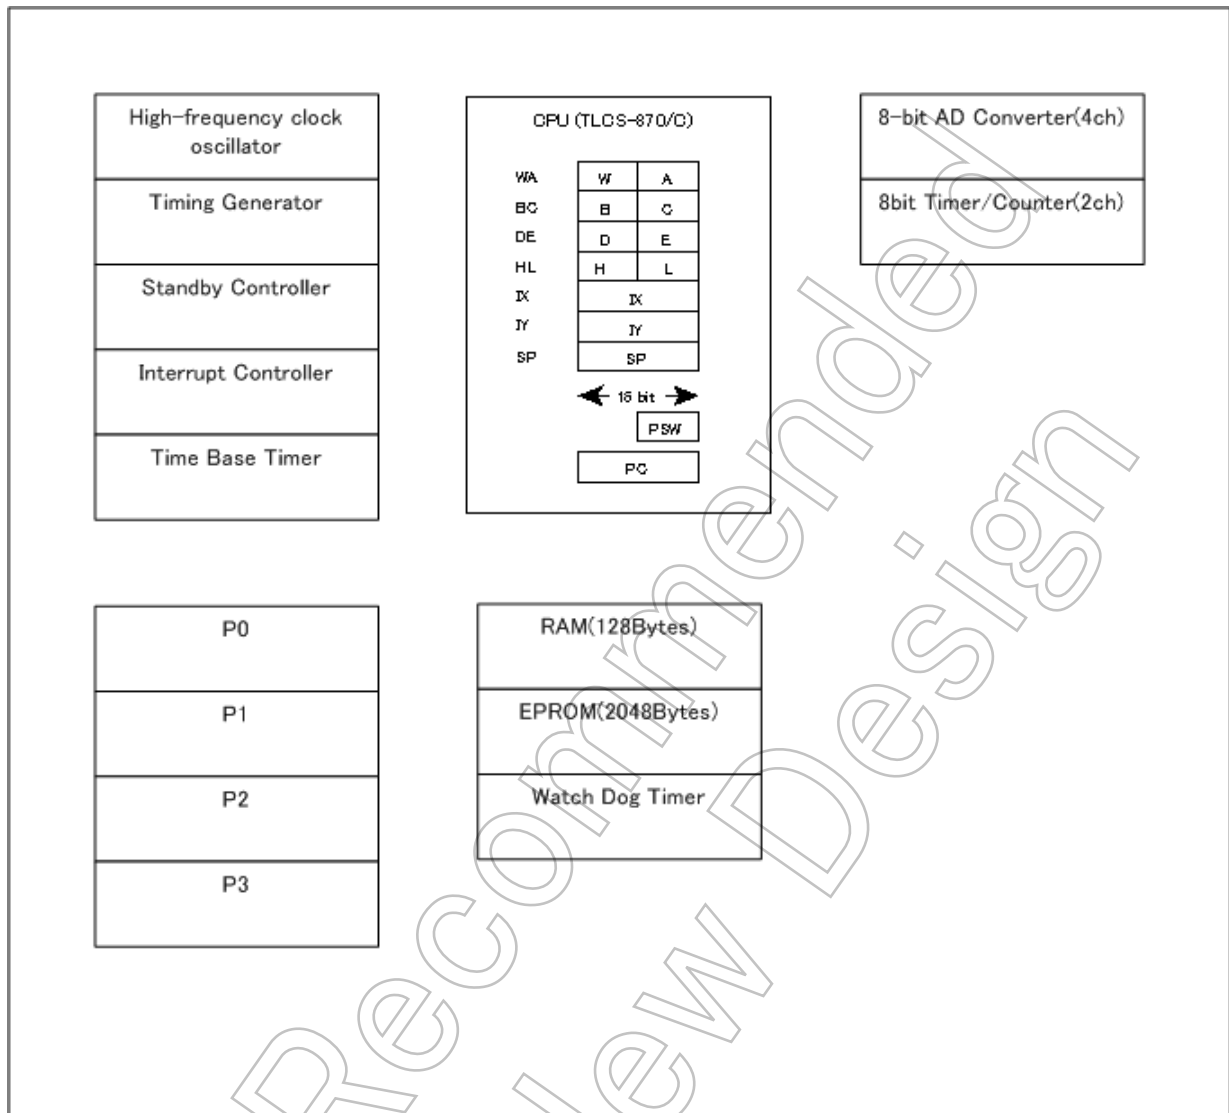 High-frequency clock
oscillator
Timing Generator
Standby Controller
Interrupt Controller
Time Base Timer
CPU (TLCS-870/C)
WA W A
BC B C
DE D E
HL H L
IX IX
IY IY
SP SP
16 bit
PSW
PC
8-bit AD Converter(4ch)
8bit Timer/Counter(2ch)
P0
P1
P2
P3
RAM(128Bytes)
EPROM(2048Bytes)
Watch Dog Timer
Recommended
Design